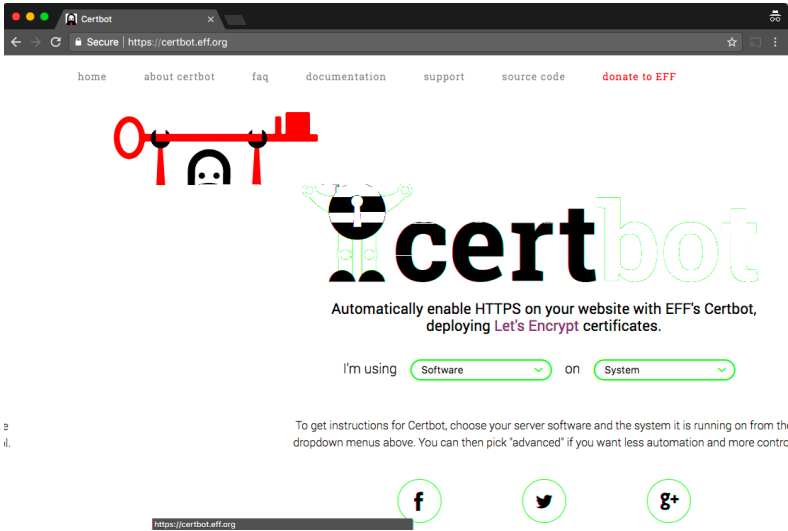 Certbot
Secure | https://certbot.eff.org
home about certbot faq documentation support source code donate to EFF
certbot
Automatically enable HTTPS on your website with EFF's Certbot,
deploying Let's Encrypt certificates.
I'm using Software on System
e To get instructions for Certbot, choose your server software and the system it is running on from the
ol. dropdown menus above. You can then pick "advanced" if you want less automation and more contro
f g+
https://certbot.eff.org